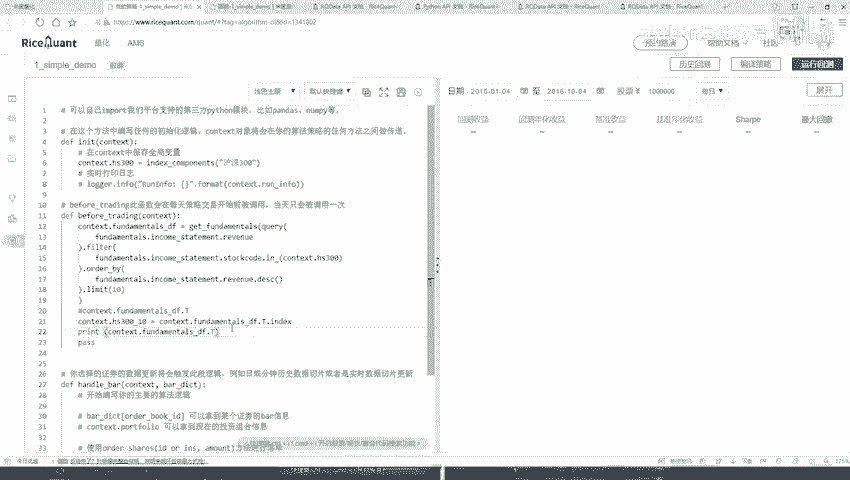 https://www.ricequant.com/quant/?tag=algorithm-ol#id=1341802
RiceQuant 量化 AMS 帮助文档 社区
1_simple_demo
历史回测 编译策略 运行回测
浅色主题 默认快捷键
日期 2016-01-04 至 2016-10-04 股票 ¥ 1000000 每日 展开
回测收益 回测年化收益 基准收益 基准年化收益 Sharpe 最大回撤
-- -- -- -- -- --
1 # 可以自己import我们平台支持的第三方python模块，比如pandas、numpy等。
2
3 # 在这个方法中编写任何的初始化逻辑。context对象将会在你的算法策略的任何方法之间做传递。
4 def init(context):
5 # 在context中保存全局变量
6 context.hs300 = index_components("沪深300")
7 # 实时打印日志
8 # logger.info("RunInfo: {}".format(context.run_info))
9
10 # before_trading此函数会在每天策略交易开始前被调用，当天只会被调用一次
11 def before_trading(context):
12 context.fundamentals_df = get_fundamentals(query(
13 fundamentals.income_statement.revenue
14 ).filter(
15 fundamentals.income_statement.stockcode.in_(context.hs300)
16 ).order_by(
17 fundamentals.income_statement.revenue.desc()
18 ).limit(10)
19 )
20 #context.fundamentals_df.T
21 context.hs300_10 = context.fundamentals_df.T.index
22 print (context.fundamentals_df.T)
23 pass
24
25
26 # 你选择的证券的数据更新将会触发此段逻辑，例如日或分钟历史数据切片或者是实时数据切片更新
27 def handle_bar(context, bar_dict):
28 # 开始编写你的主要的算法逻辑
29
30 # bar_dict[order_book_id] 可以拿到某个证券的bar信息
31 # context.portfolio 可以拿到现在的投资组合信息
32
33 # 使用order_shares(id_or_ins, amount)方法进行落单